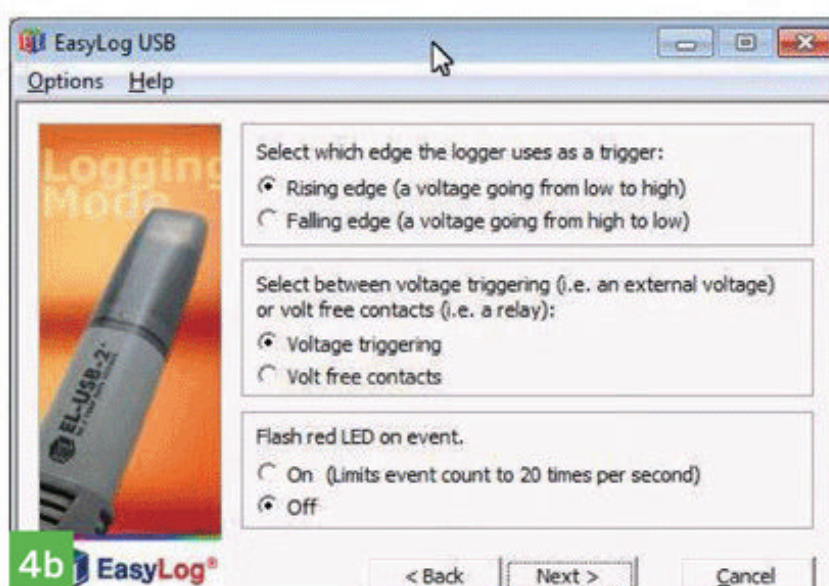 EasyLog USB
Options Help
Logging
Mode
EL-USB-2
Select which edge the logger uses as a trigger:
Rising edge (a voltage going from low to high)
Falling edge (a voltage going from high to low)
Select between voltage triggering (i.e. an external voltage)
or volt free contacts (i.e. a relay):
Voltage triggering
Volt free contacts
Flash red LED on event.
On (Limits event count to 20 times per second)
Off
4b
EasyLog®
< Back Next > Cancel